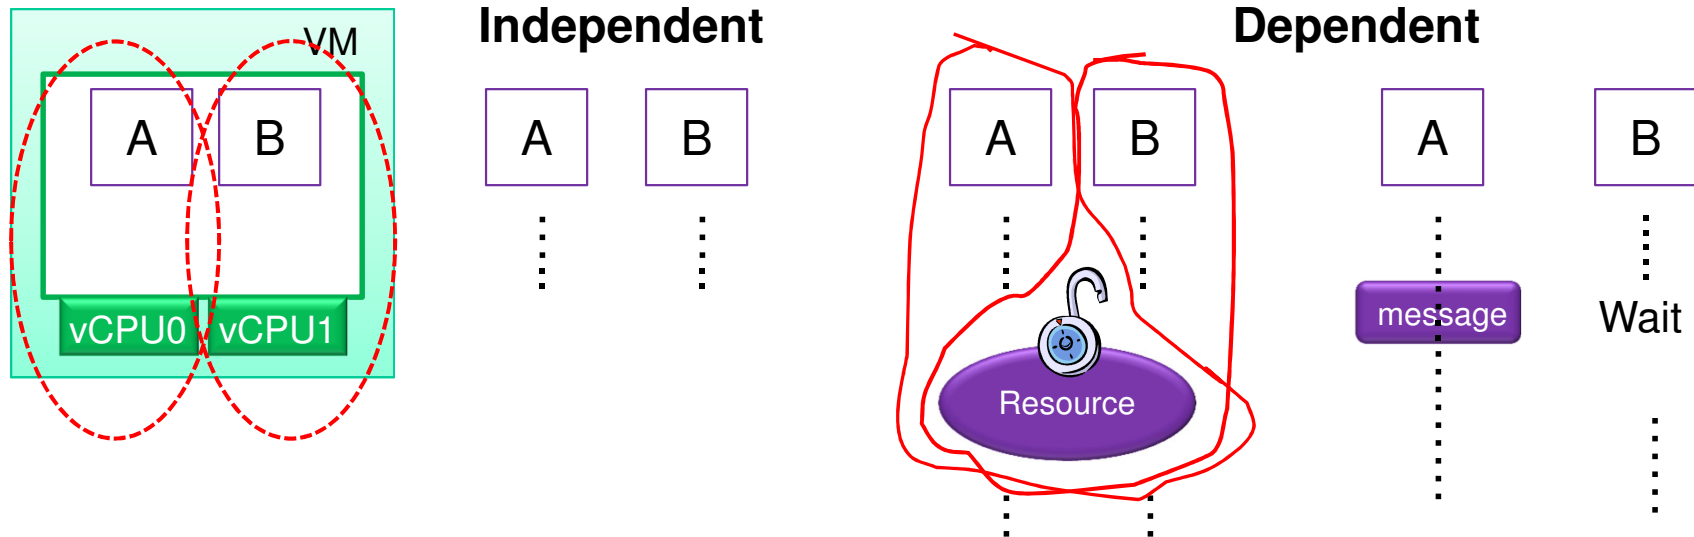 VM
A
B
vCPU0
vCPU1
Independent
A
B
Dependent
A
B
Resource
A
B
message
Wait